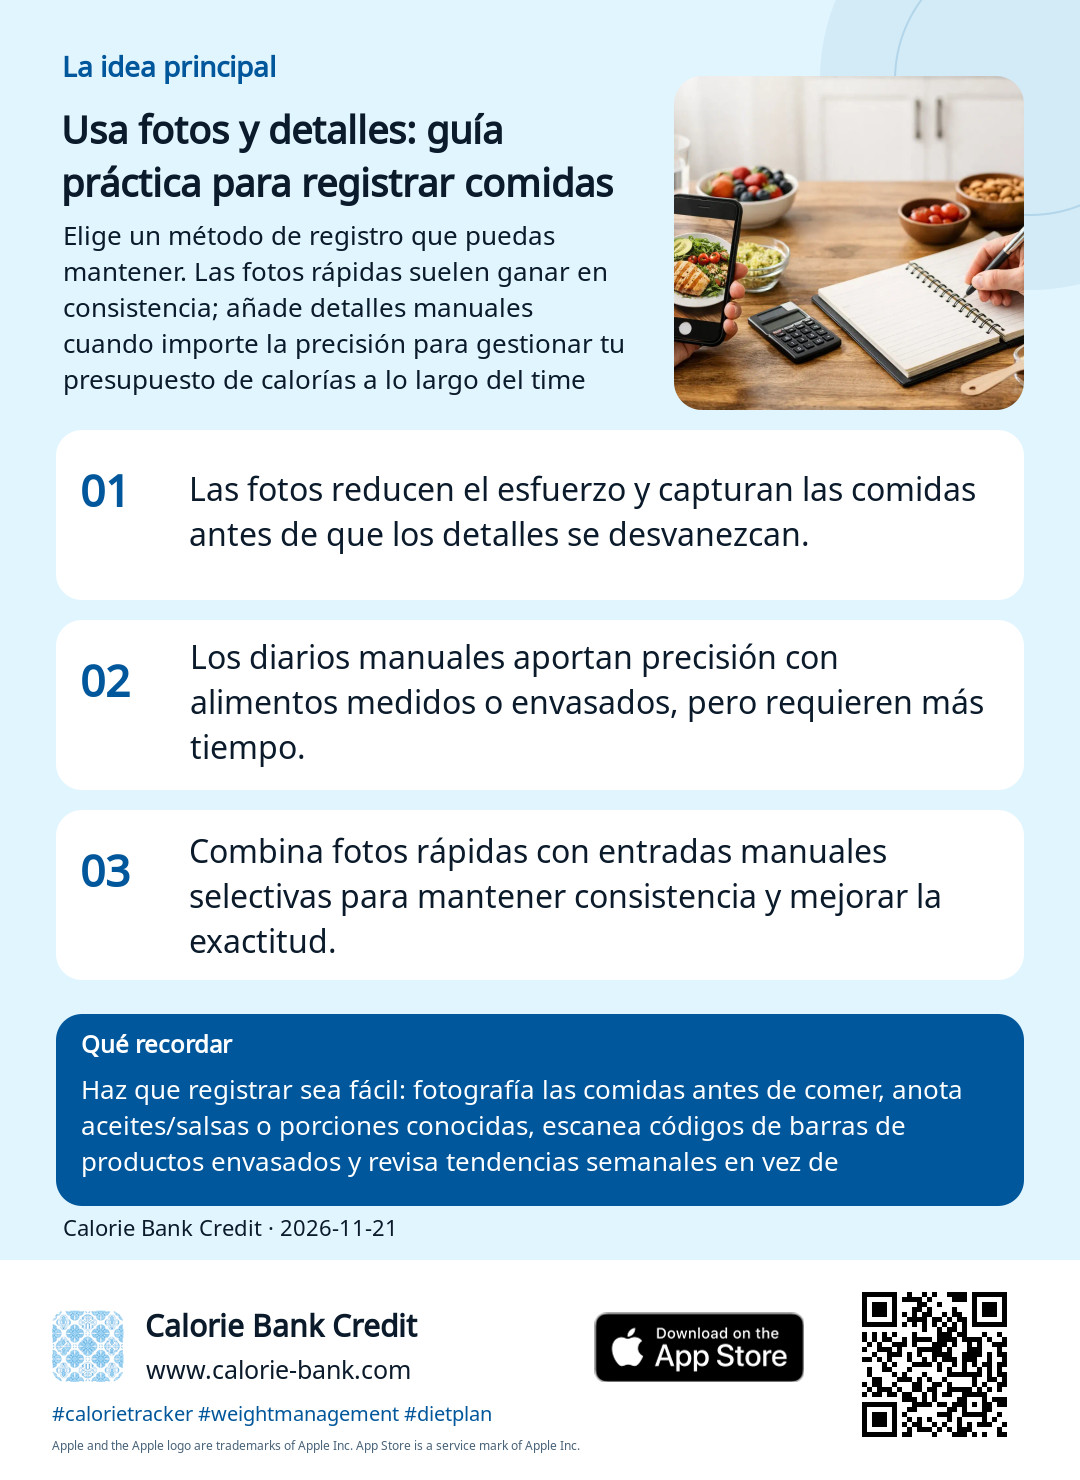 La idea principal
Usa fotos y detalles: guía
práctica para registrar comidas
Elige un método de registro que puedas
mantener. Las fotos rápidas suelen ganar en
consistencia; añade detalles manuales
cuando importe la precisión para gestionar tu
presupuesto de calorías a lo largo del time
01
Las fotos reducen el esfuerzo y capturan las comidas
antes de que los detalles se desvanezcan.
02
Los diarios manuales aportan precisión con
alimentos medidos o envasados, pero requieren más
tiempo.
03
Combina fotos rápidas con entradas manuales
selectivas para mantener consistencia y mejorar la
exactitud.
Qué recordar
Haz que registrar sea fácil: fotografía las comidas antes de comer, anota
aceites/salsas o porciones conocidas, escanea códigos de barras de
productos envasados y revisa tendencias semanales en vez de
Calorie Bank Credit · 2026-11-21
Calorie Bank Credit
www.calorie-bank.com
Download on the
App Store
#calorietracker #weightmanagement #dietplan
Apple and the Apple logo are trademarks of Apple Inc. App Store is a service mark of Apple Inc.